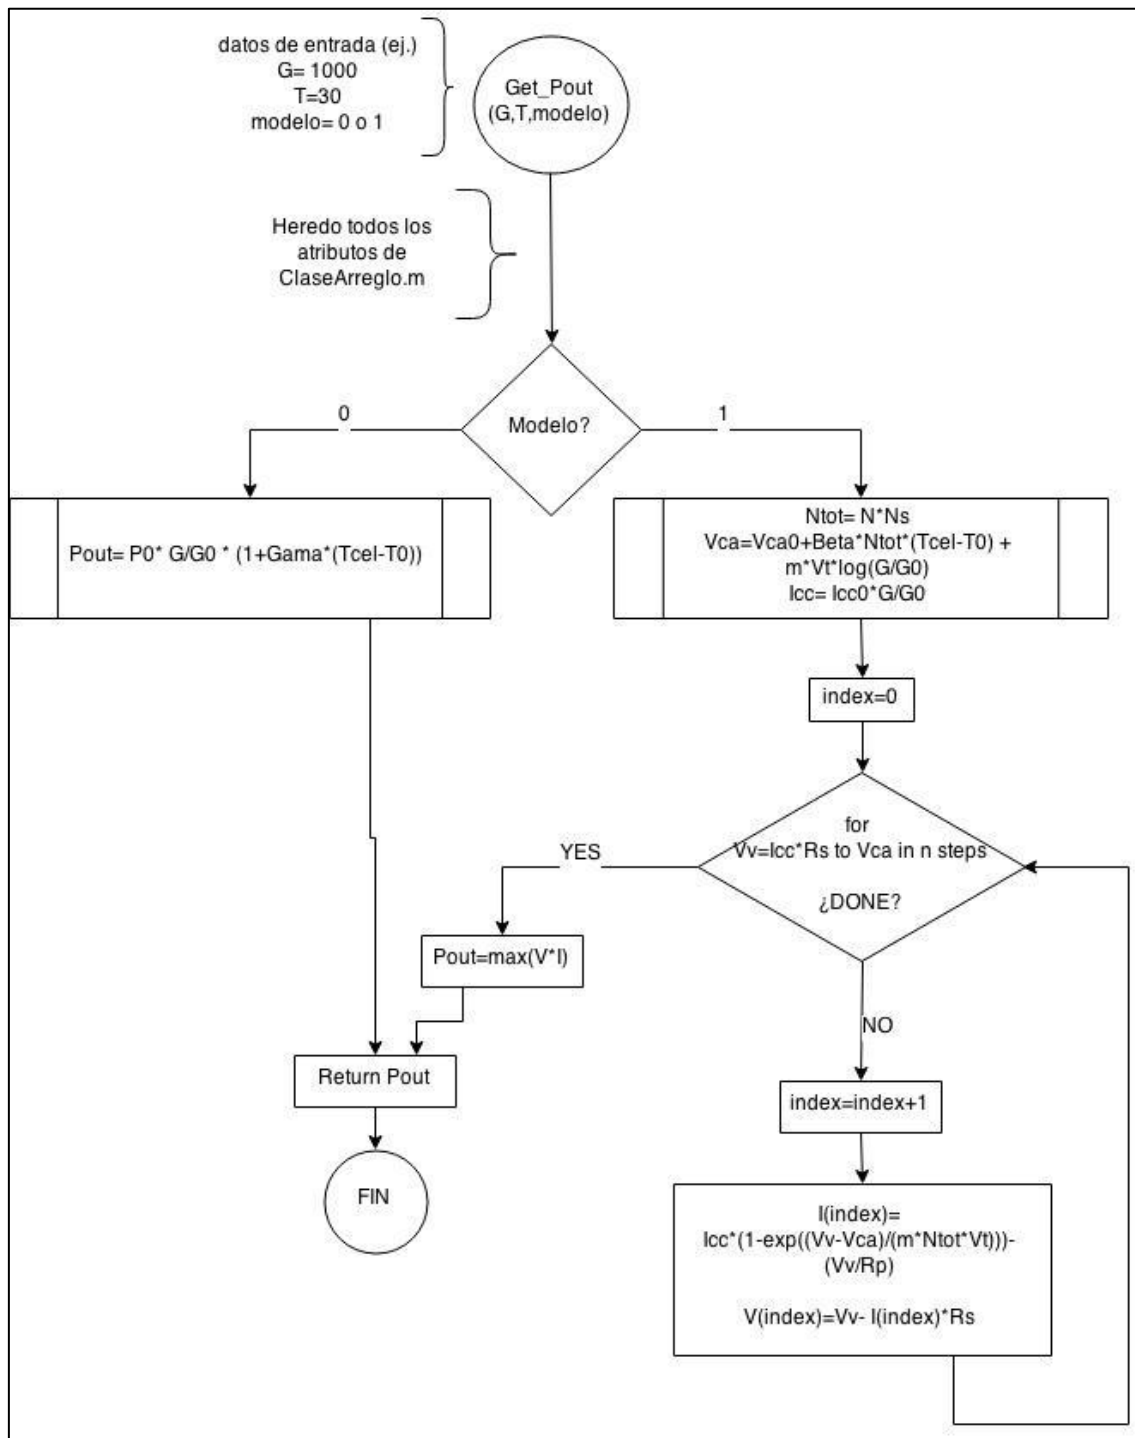 datos de entrada (ej.)
G= 1000
T=30
modelo= 0 o 1
Get_Pout
(G,T,modelo)
Heredo todos los
atributos de
ClaseArreglo.m
Modelo?
0
1
Pout= P0* G/G0 * (1+Gama*(Tcel-T0))
Ntot= N*Ns
Vca=Vca0+Beta*Ntot*(Tcel-T0) +
m*Vt*log(G/G0)
Icc= Icc0*G/G0
index=0
for
Vv=Icc*Rs to Vca in n steps
¿DONE?
YES
Pout=max(V*I)
NO
Return Pout
index=index+1
FIN
I(index)=
Icc*(1-exp((Vv-Vca)/(m*Ntot*Vt)))-
(Vv/Rp)
V(index)=Vv- I(index)*Rs